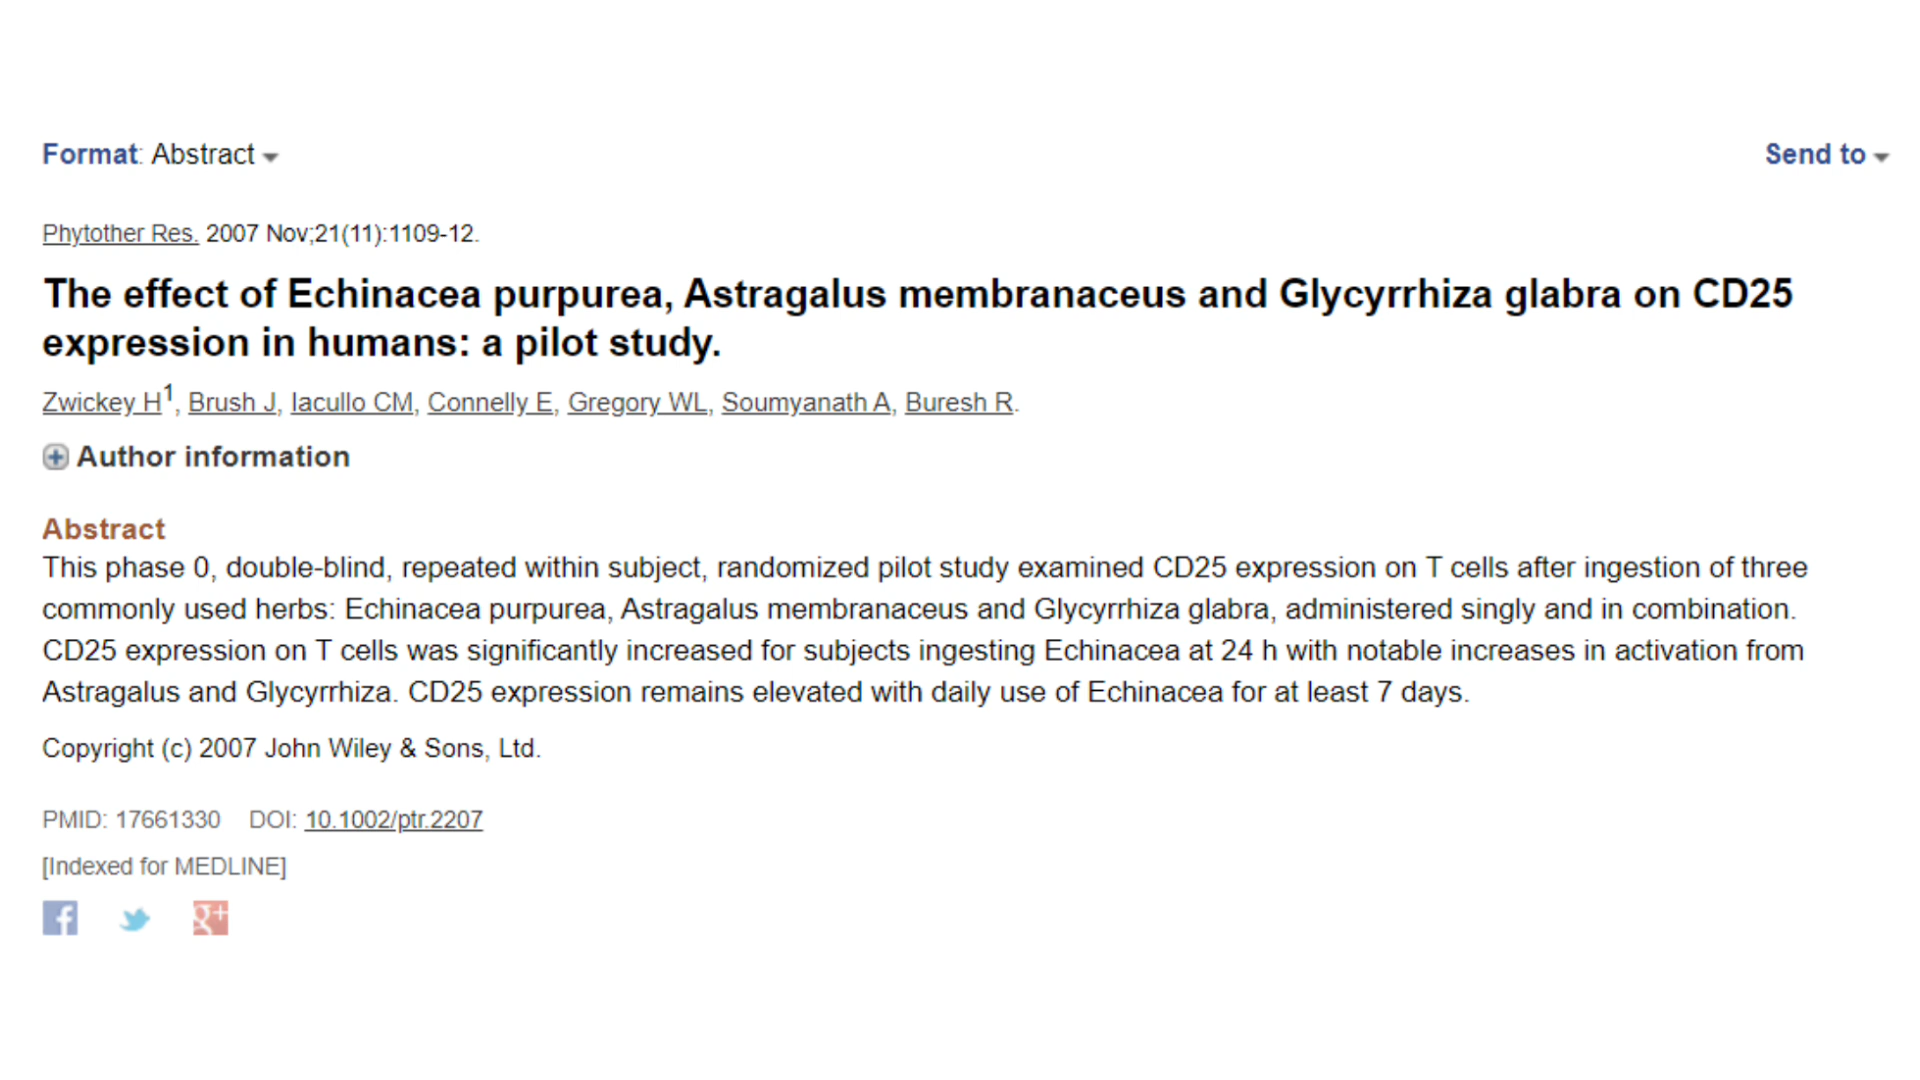 Format: Abstract
Send to
Phytother Res. 2007 Nov;21(11):1109-12.
The effect of Echinacea purpurea, Astragalus membranaceus and Glycyrrhiza glabra on CD25
expression in humans: a pilot study.
Zwickey H1, Brush J, Iacullo CM, Connelly E, Gregory WL, Soumyanath A, Buresh R.
Author information
Abstract
This phase 0, double-blind, repeated within subject, randomized pilot study examined CD25 expression on T cells after ingestion of three
commonly used herbs: Echinacea purpurea, Astragalus membranaceus and Glycyrrhiza glabra, administered singly and in combination.
CD25 expression on T cells was significantly increased for subjects ingesting Echinacea at 24 h with notable increases in activation from
Astragalus and Glycyrrhiza. CD25 expression remains elevated with daily use of Echinacea for at least 7 days.
Copyright (c) 2007 John Wiley & Sons, Ltd.
PMID: 17661330 DOI: 10.1002/ptr.2207
[Indexed for MEDLINE]
f g+